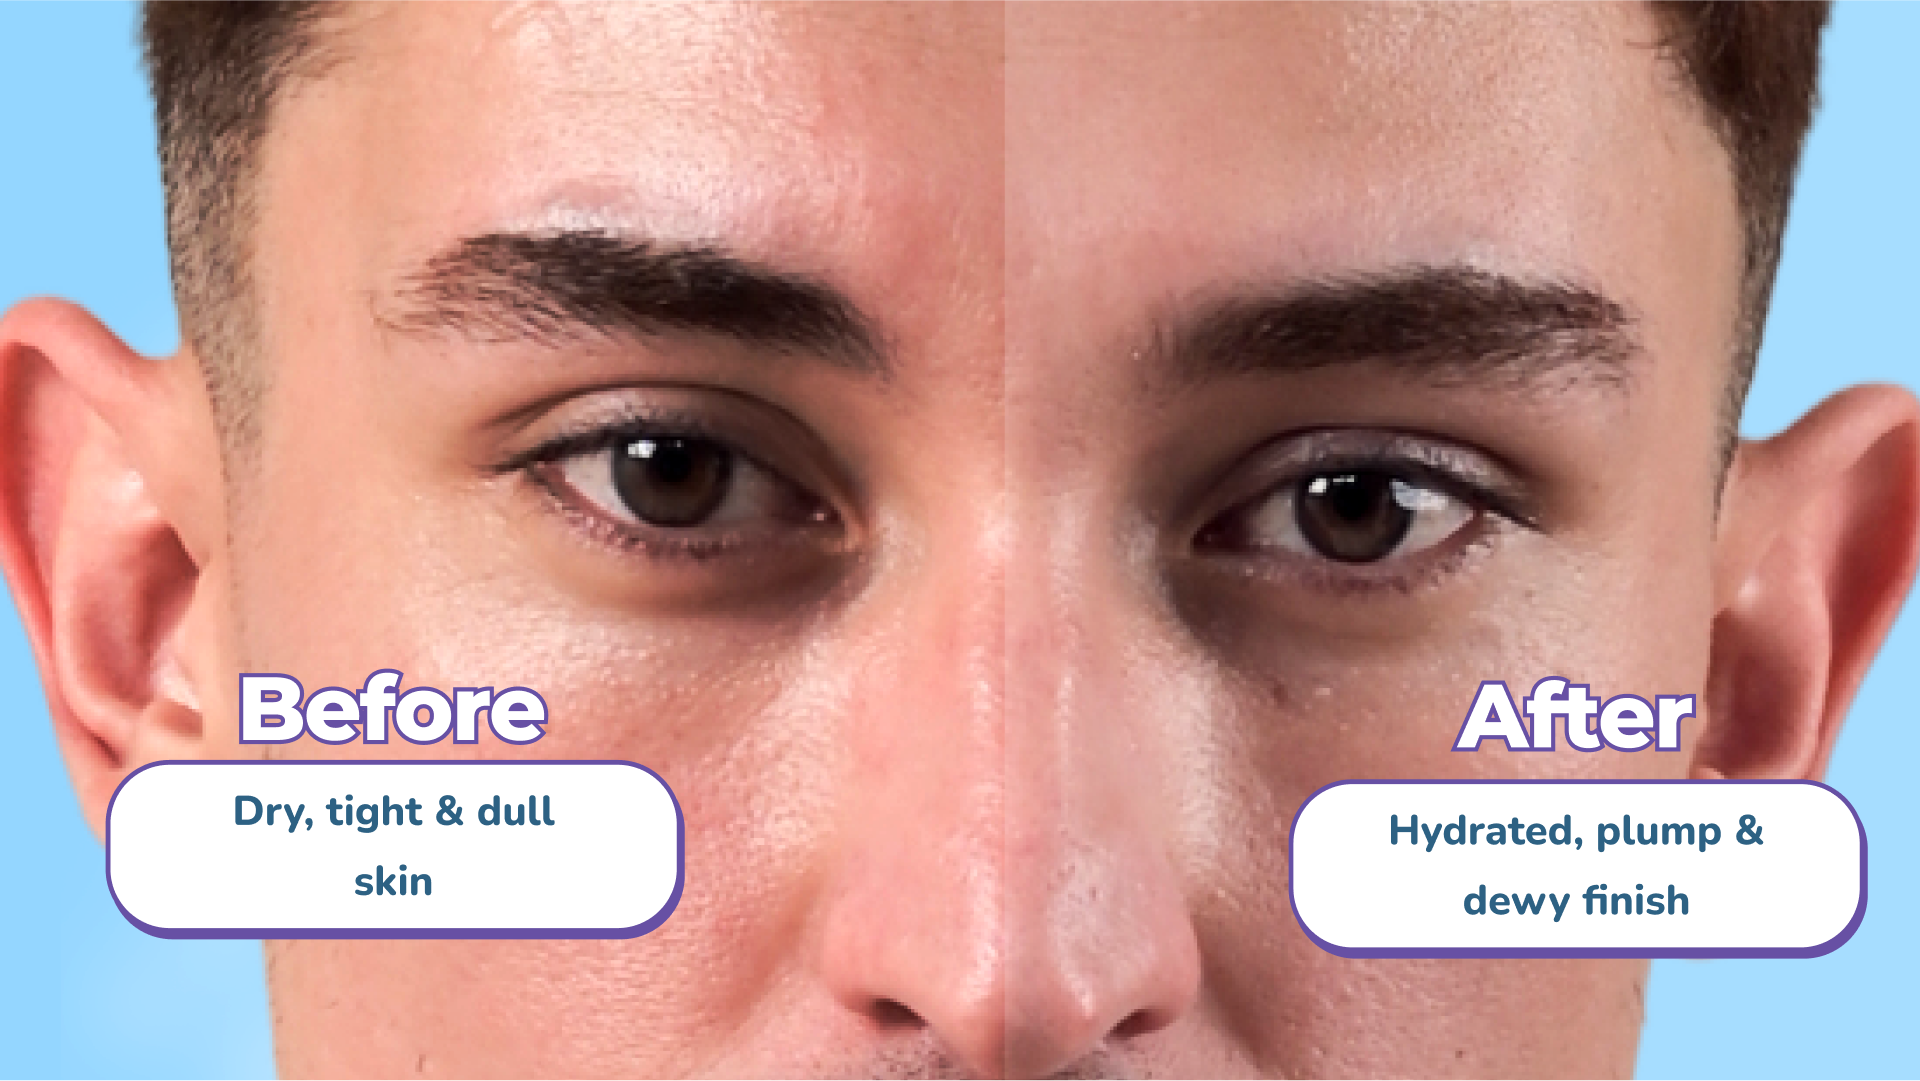 Before
Dry, tight & dull
skin
After
Hydrated, plump &
dewy finish